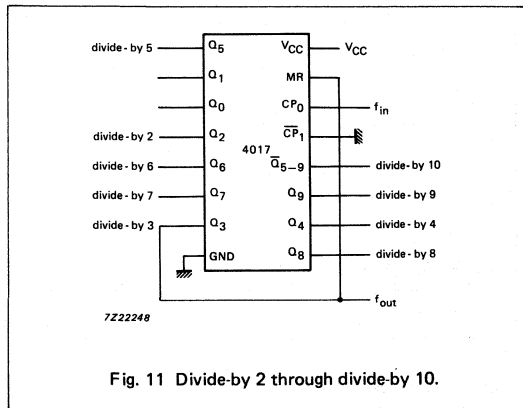 divide-by 5 Q5 VCC VCC
Q1 MR
Q0 CP0 fin
divide-by 2 Q2 C̅P̅1
4017
divide-by 6 Q6 Q̅5–9 divide-by 10
divide-by 7 Q7 Q9 divide-by 9
divide-by 3 Q3 Q4 divide-by 4
GND Q8 divide-by 8
fout
7Z22248
Fig. 11 Divide-by 2 through divide-by 10.